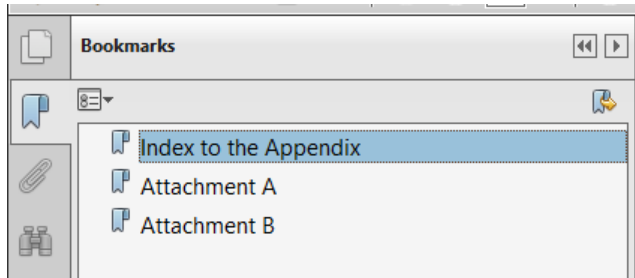 Bookmarks
Index to the Appendix
Attachment A
Attachment B